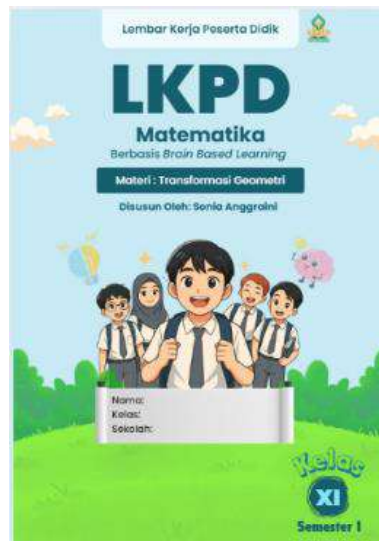 Lembar Kerja Peserta Didik
LKPD
Matematika
Berbasis Brain Based Learning
Materi : Transformasi Geometri
Disusun Oleh: Sonia Anggraini
Nama:
Kelas:
Sekolah:
Kelas
XI
Semester 1